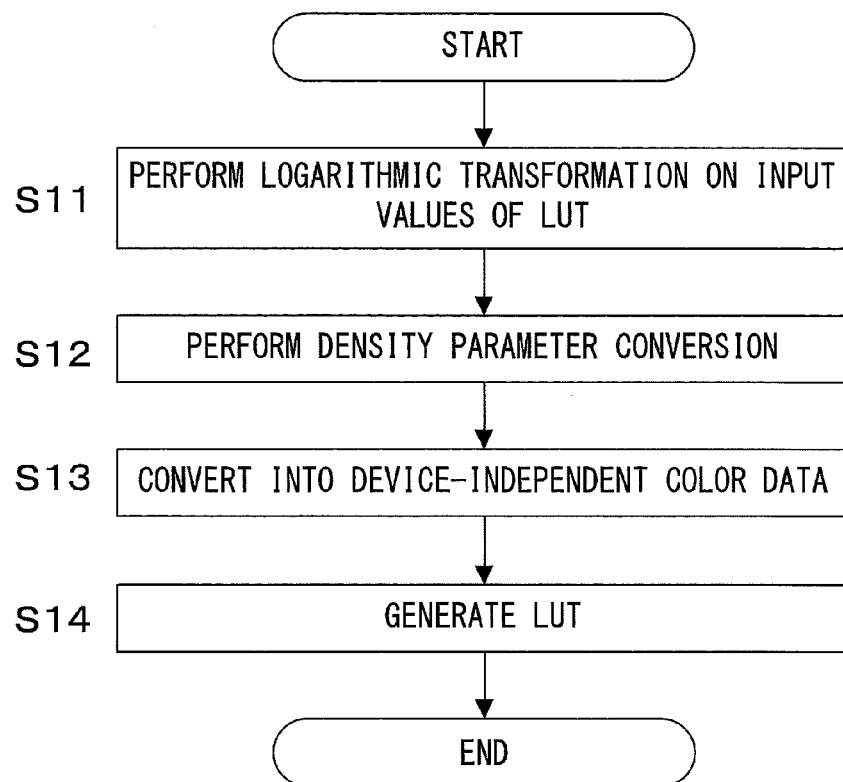 START
S11
PERFORM LOGARITHMIC TRANSFORMATION ON INPUT
VALUES OF LUT
S12
PERFORM DENSITY PARAMETER CONVERSION
S13
CONVERT INTO DEVICE-INDEPENDENT COLOR DATA
S14
GENERATE LUT
END